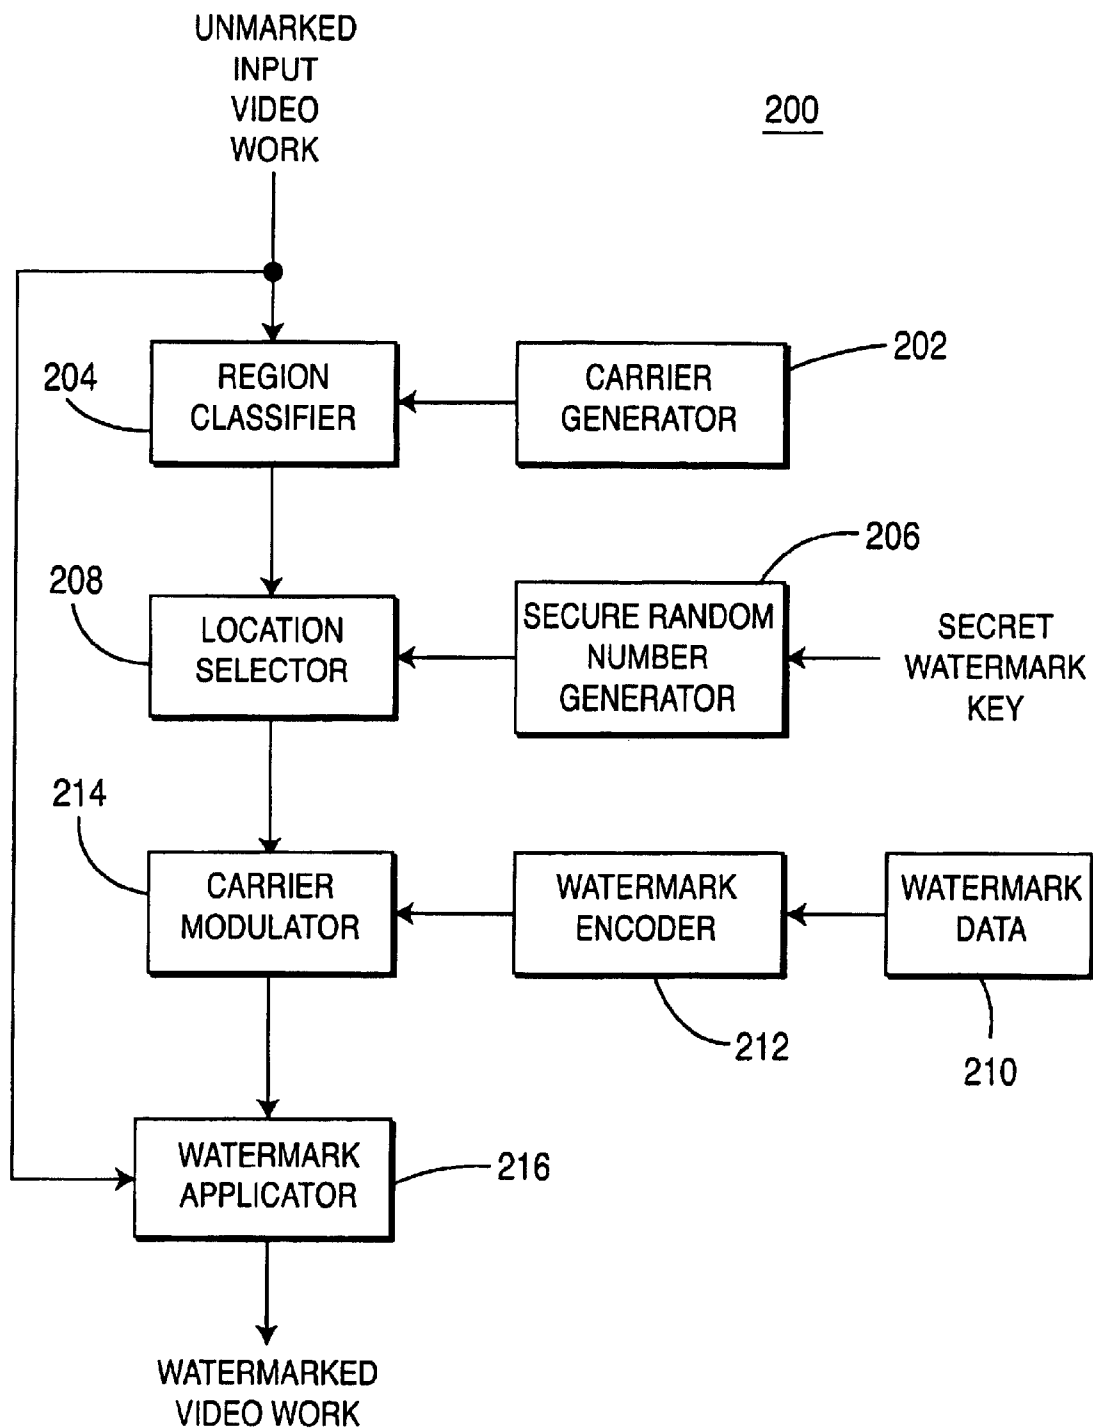 UNMARKED
INPUT
VIDEO
WORK
200
204
REGION
CLASSIFIER
CARRIER
GENERATOR
202
206
208
LOCATION
SELECTOR
SECURE RANDOM
NUMBER
GENERATOR
SECRET
WATERMARK
KEY
214
CARRIER
MODULATOR
WATERMARK
ENCODER
WATERMARK
DATA
212
210
WATERMARK
APPLICATOR
216
WATERMARKED
VIDEO WORK